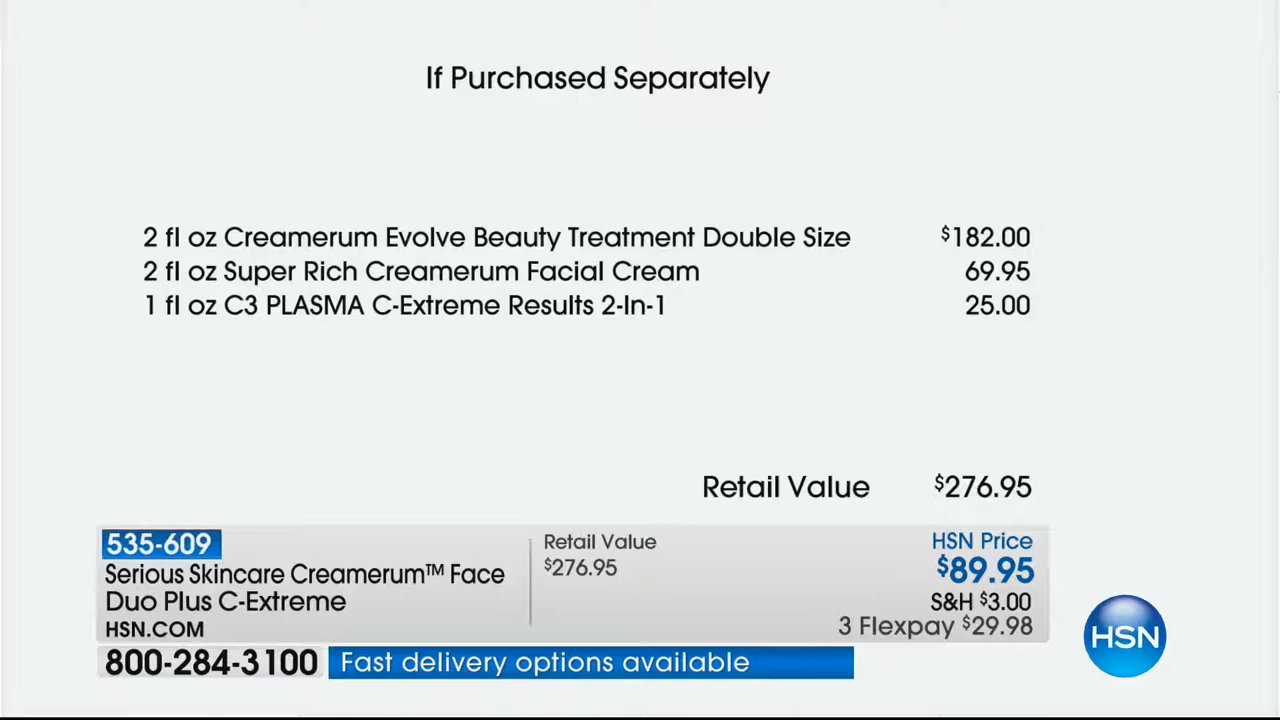 If Purchased Separately
2 fl oz Creamerum Evolve Beauty Treatment Double Size $182.00
2 fl oz Super Rich Creamerum Facial Cream 69.95
1 fl oz C3 PLASMA C-Extreme Results 2-In-1 25.00
Retail Value $276.95
535-609
Serious Skincare Creamerum™ Face
Duo Plus C-Extreme
HSN.COM
Retail Value
$276.95
HSN Price
$89.95
S&H $3.00
3 Flexpay $29.98
HSN
800-284-3100 Fast delivery options available